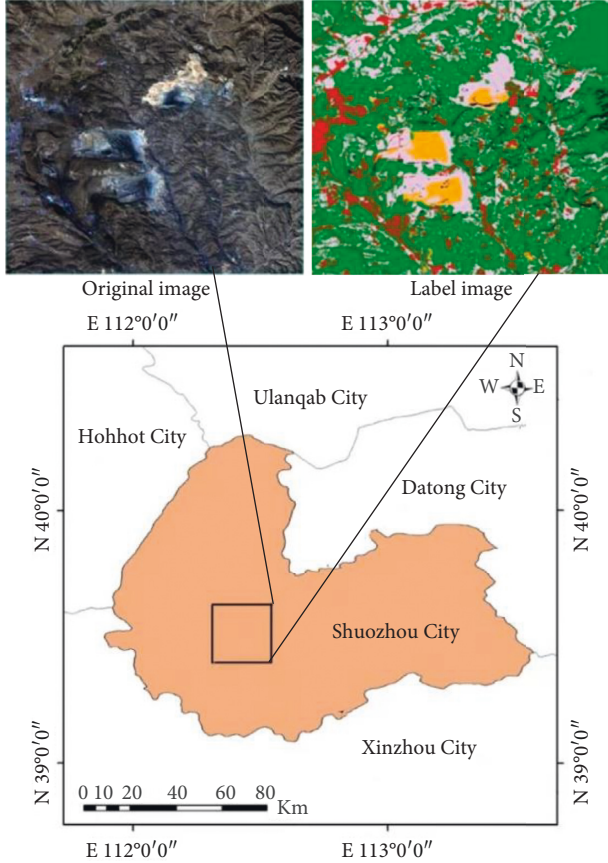 Original image
Label image
E 112°0′0″
E 113°0′0″
N
W E
S
Ulanqab City
Hohhot City
Datong City
N 40°0′0″
N 40°0′0″
Shuozhou City
Xinzhou City
N 39°0′0″
N 39°0′0″
0 10 20 40 60 80
Km
E 112°0′0″
E 113°0′0″